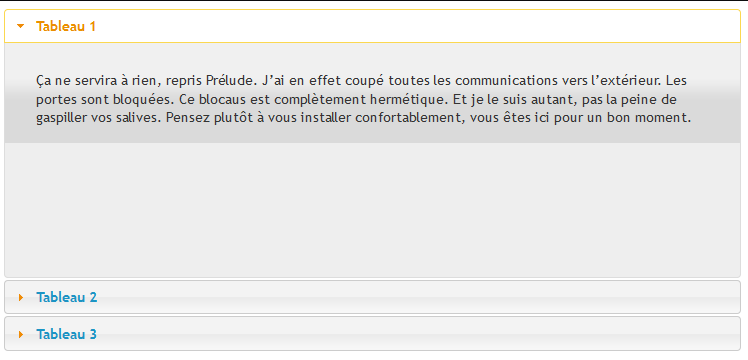 Tableau 1
Ça ne servira à rien, repris Prélude. J’ai en effet coupé toutes les communications vers l’extérieur. Les
portes sont bloquées. Ce blocaus est complètement hermétique. Et je le suis autant, pas la peine de
gaspiller vos salives. Pensez plutôt à vous installer confortablement, vous êtes ici pour un bon moment.
Tableau 2
Tableau 3